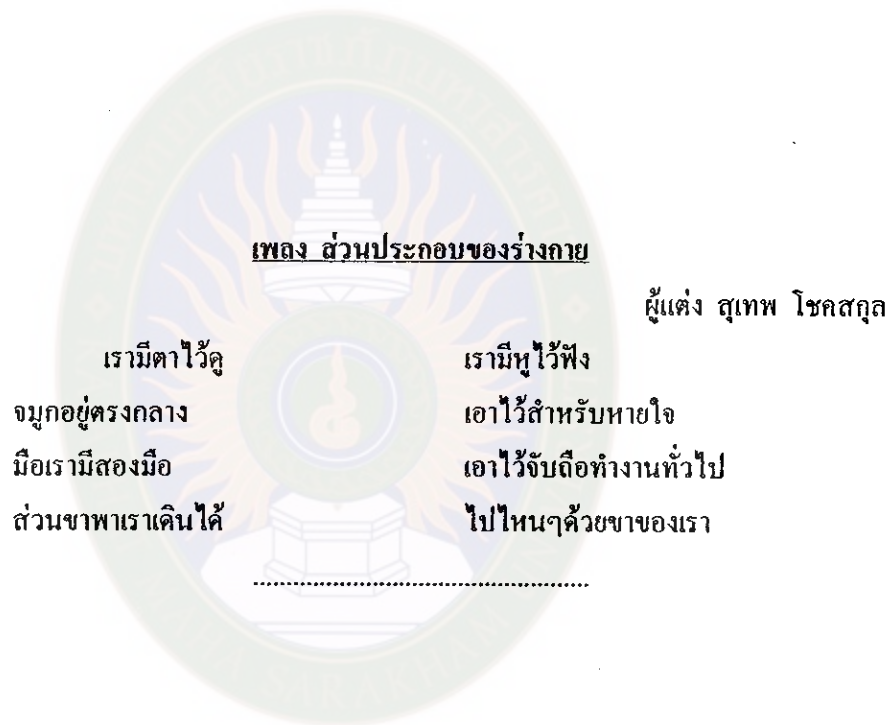 เพลง ส่วนประกอบของร่างกาย
ผู้แต่ง สุเทพ โชคสกุล
เรามีตาไว้ดู เรามีหูไว้ฟัง
จมูกอยู่ตรงกลาง เอาไว้สำหรับหายใจ
มือเรามีสองมือ เอาไว้จับถือทำงานทั่วไป
ส่วนขาพาเราเดินได้ ไปไหนๆด้วยขาของเรา
.................................................
SARAKHAM